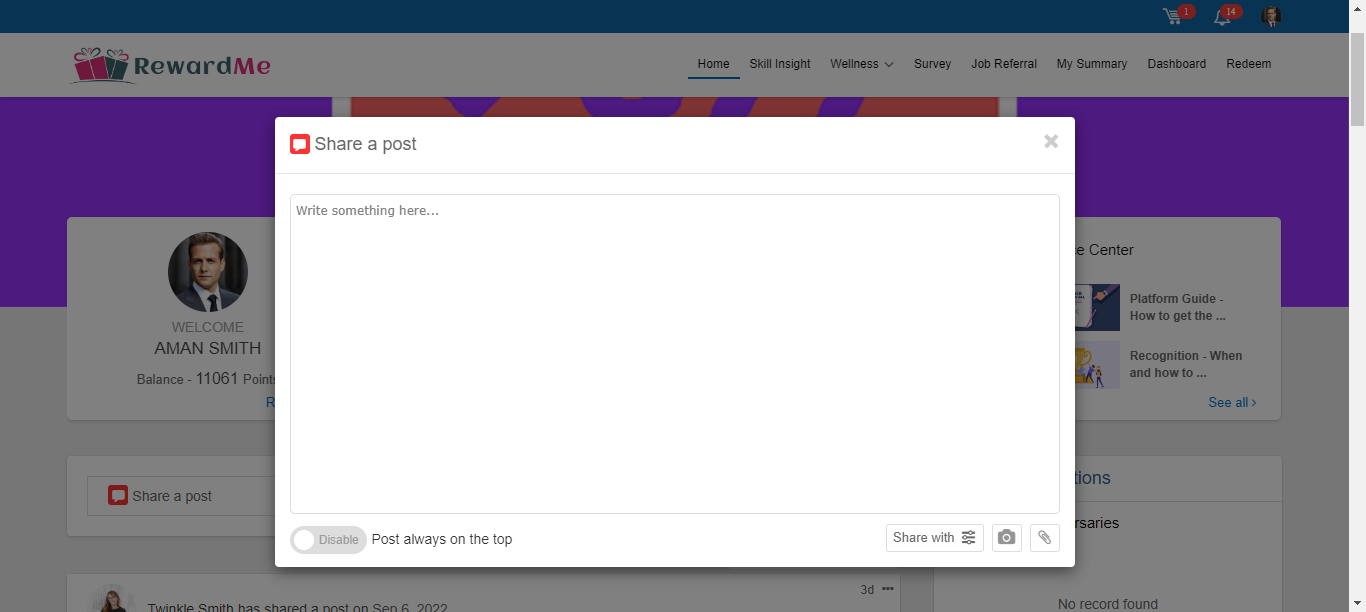 1
14
RewardMe
Home
Skill Insight
Wellness
Survey
Job Referral
My Summary
Dashboard
Redeem
Share a post
Write something here...
Disable
Post always on the top
Share with
WELCOME
AMAN SMITH
Balance - 11061 Points
R
Share a post
3d
Twinkle Smith has shared a post on Sep 6, 2022
ce Center
Platform Guide -
How to get the ...
Recognition - When
and how to ...
See all
tions
rsaries
No record found